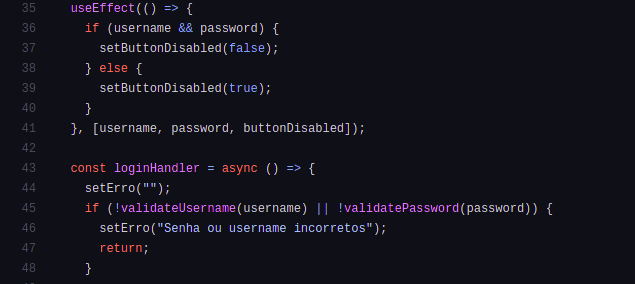 35 useEffect(() => {
36 if (username && password) {
37 setButtonDisabled(false);
38 } else {
39 setButtonDisabled(true);
40 }
41 }, [username, password, buttonDisabled]);
42
43 const loginHandler = async () => {
44 setErro("");
45 if (!validateUsername(username) || !validatePassword(password)) {
46 setErro("Senha ou username incorretos");
47 return;
48 }